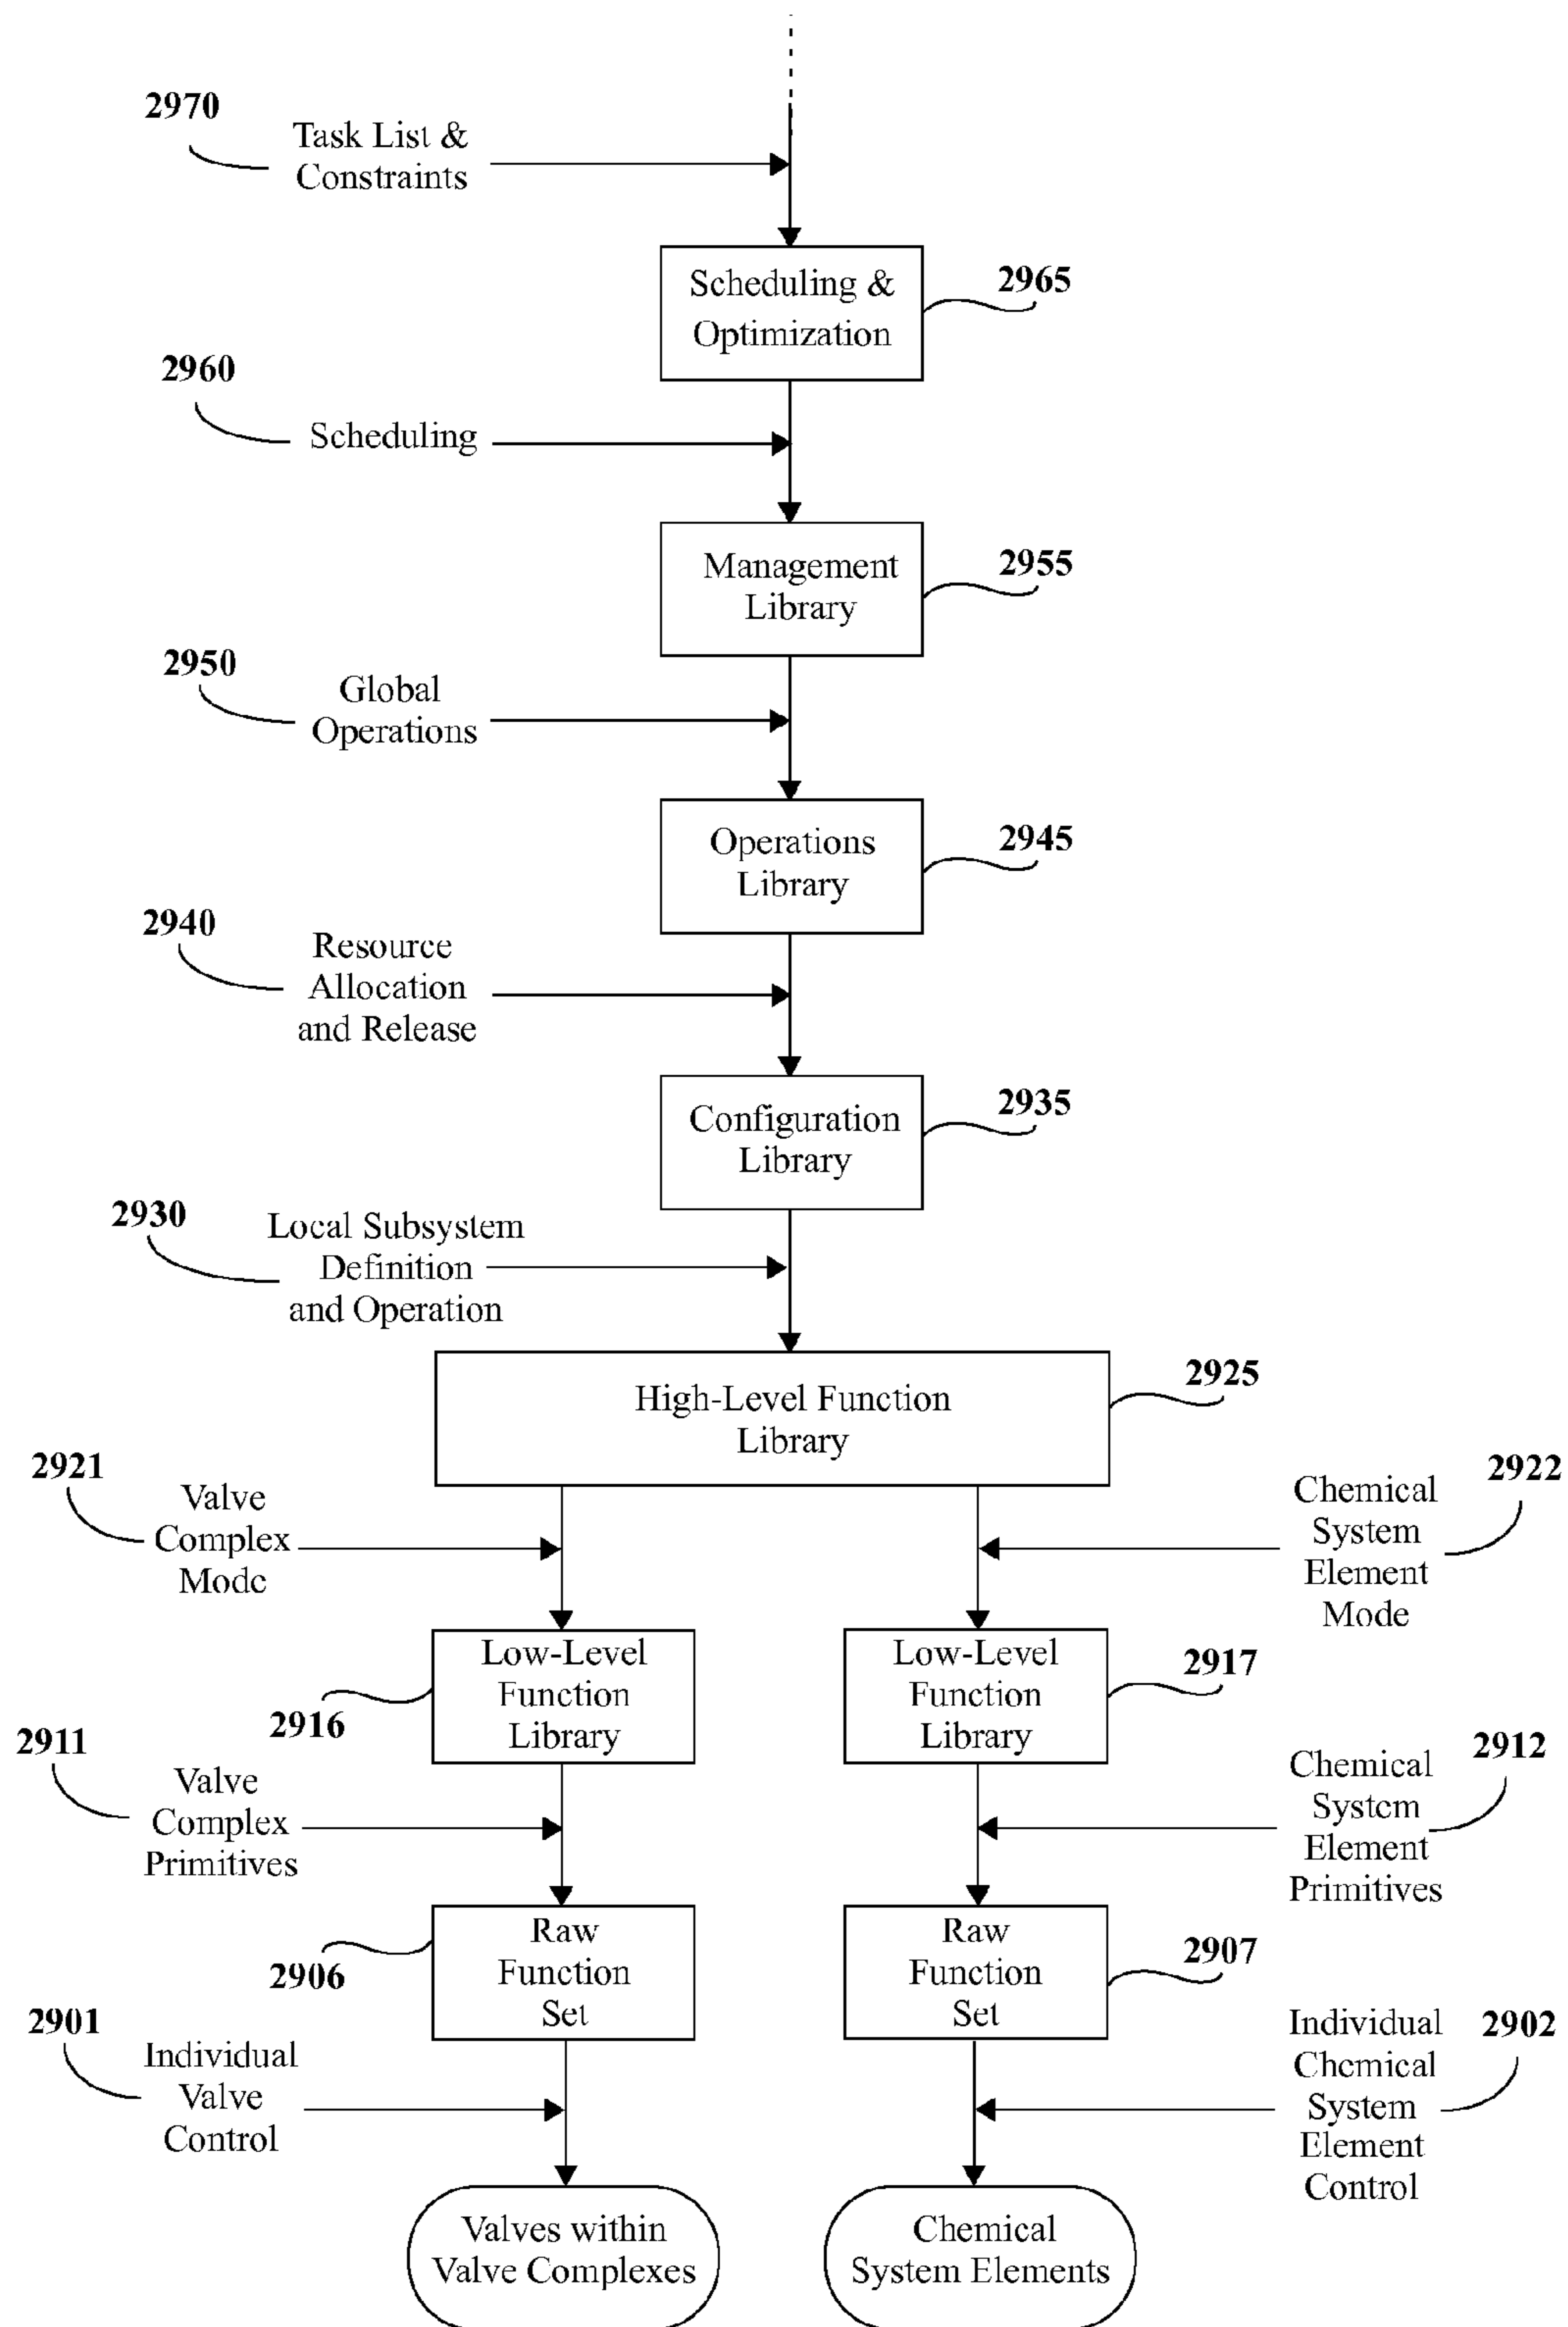 2970
Task List &
Constraints
Scheduling &
Optimization
2965
2960
Scheduling
Management
Library
2955
2950
Global
Operations
Operations
Library
2945
2940
Resource
Allocation
and Release
Configuration
Library
2935
2930
Local Subsystem
Definition
and Operation
High-Level Function
Library
2925
2921
Valve
Complex
Mode
2922
Chemical
System
Element
Mode
Low-Level
Function
Library
2916
Low-Level
Function
Library
2917
2911
Valve
Complex
Primitives
2912
Chemical
System
Element
Primitives
Raw
Function
Set
2906
Raw
Function
Set
2907
2901
Individual
Valve
Control
Individual
Chemical
System
Element
Control
2902
Valves within
Valve Complexes
Chemical
System Elements